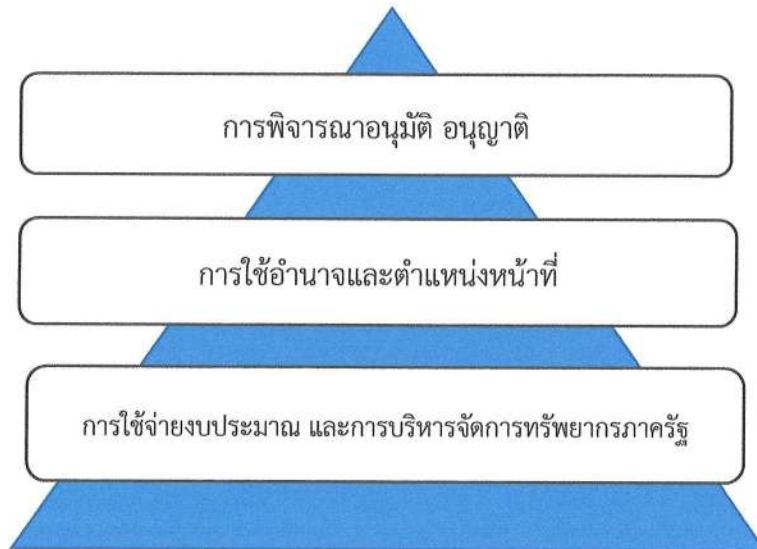 การพิจารณาอนุมัติ อนุญาติ
การใช้อำนาจและตำแหน่งหน้าที่
การใช้จ่ายงบประมาณ และการบริหารจัดการทรัพยากรภาครัฐ